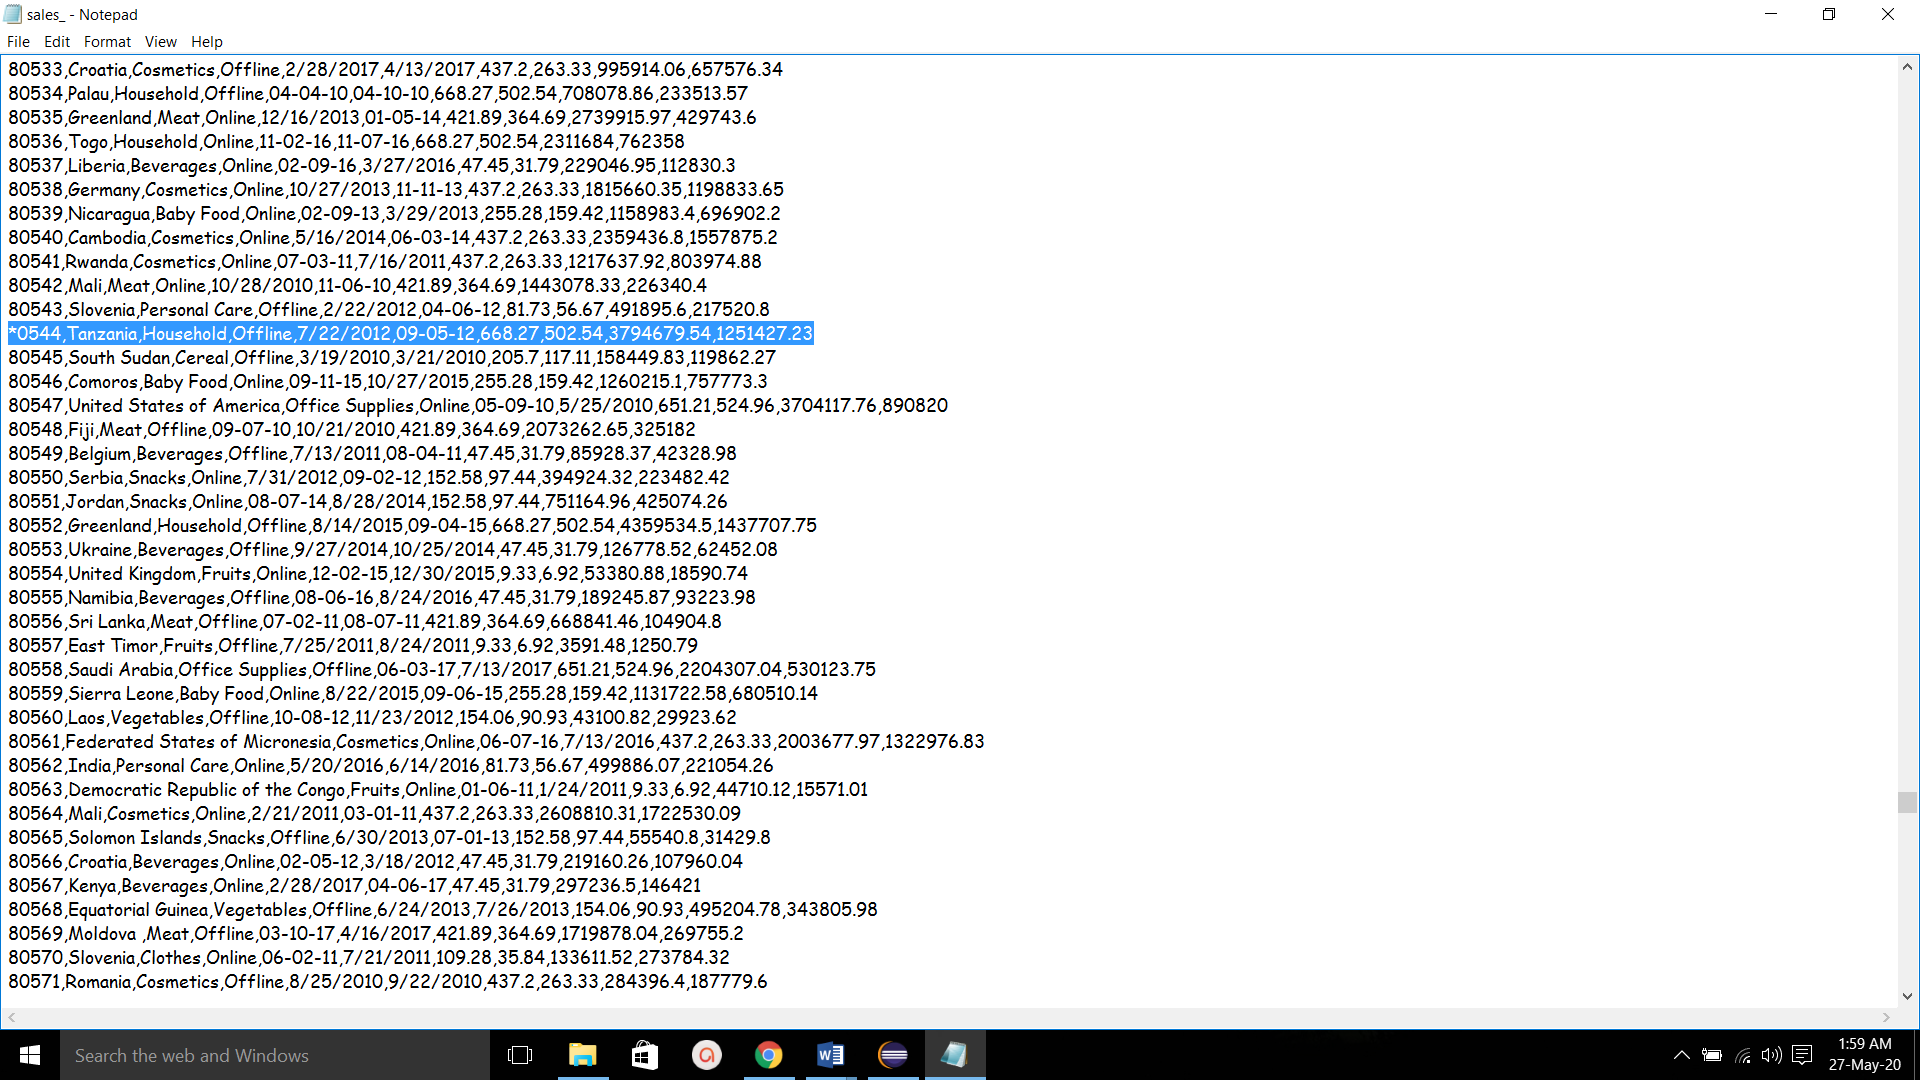 sales_ - Notepad
File Edit Format View Help
80533,Croatia,Cosmetics,Offline,2/28/2017,4/13/2017,437.2,263.33,995914.06,657576.34
80534,Palau,Household,Offline,04-04-10,04-10-10,668.27,502.54,708078.86,233513.57
80535,Greenland,Meat,Online,12/16/2013,01-05-14,421.89,364.69,2739915.97,429743.6
80536,Togo,Household,Online,11-02-16,11-07-16,668.27,502.54,2311684,762358
80537,Liberia,Beverages,Online,02-09-16,3/27/2016,47.45,31.79,229046.95,112830.3
80538,Germany,Cosmetics,Online,10/27/2013,11-11-13,437.2,263.33,1815660.35,1198833.65
80539,Nicaragua,Baby Food,Online,02-09-13,3/29/2013,255.28,159.42,1158983.4,696902.2
80540,Cambodia,Cosmetics,Online,5/16/2014,06-03-14,437.2,263.33,2359436.8,1557875.2
80541,Rwanda,Cosmetics,Online,07-03-11,7/16/2011,437.2,263.33,1217637.92,803974.88
80542,Mali,Meat,Online,10/28/2010,11-06-10,421.89,364.69,1443078.33,226340.4
80543,Slovenia,Personal Care,Offline,2/22/2012,04-06-12,81.73,56.67,491895.6,217520.8
*0544,Tanzania,Household,Offline,7/22/2012,09-05-12,668.27,502.54,3794679.54,1251427.23
80545,South Sudan,Cereal,Offline,3/19/2010,3/21/2010,205.7,117.11,158449.83,119862.27
80546,Comoros,Baby Food,Online,09-11-15,10/27/2015,255.28,159.42,1260215.1,757773.3
80547,United States of America,Office Supplies,Online,05-09-10,5/25/2010,651.21,524.96,3704117.76,890820
80548,Fiji,Meat,Offline,09-07-10,10/21/2010,421.89,364.69,2073262.65,325182
80549,Belgium,Beverages,Offline,7/13/2011,08-04-11,47.45,31.79,85928.37,42328.98
80550,Serbia,Snacks,Online,7/31/2012,09-02-12,152.58,97.44,394924.32,223482.42
80551,Jordan,Snacks,Online,08-07-14,8/28/2014,152.58,97.44,751164.96,425074.26
80552,Greenland,Household,Offline,8/14/2015,09-04-15,668.27,502.54,4359534.5,1437707.75
80553,Ukraine,Beverages,Offline,9/27/2014,10/25/2014,47.45,31.79,126778.52,62452.08
80554,United Kingdom,Fruits,Online,12-02-15,12/30/2015,9.33,6.92,53380.88,18590.74
80555,Namibia,Beverages,Offline,08-06-16,8/24/2016,47.45,31.79,189245.87,93223.98
80556,Sri Lanka,Meat,Offline,07-02-11,08-07-11,421.89,364.69,668841.46,104904.8
80557,East Timor,Fruits,Offline,7/25/2011,8/24/2011,9.33,6.92,3591.48,1250.79
80558,Saudi Arabia,Office Supplies,Offline,06-03-17,7/13/2017,651.21,524.96,2204307.04,530123.75
80559,Sierra Leone,Baby Food,Online,8/22/2015,09-06-15,255.28,159.42,1131722.58,680510.14
80560,Laos,Vegetables,Offline,10-08-12,11/23/2012,154.06,90.93,43100.82,29923.62
80561,Federated States of Micronesia,Cosmetics,Online,06-07-16,7/13/2016,437.2,263.33,2003677.97,1322976.83
80562,India,Personal Care,Online,5/20/2016,6/14/2016,81.73,56.67,499886.07,221054.26
80563,Democratic Republic of the Congo,Fruits,Online,01-06-11,1/24/2011,9.33,6.92,44710.12,15571.01
80564,Mali,Cosmetics,Online,2/21/2011,03-01-11,437.2,263.33,2608810.31,1722530.09
80565,Solomon Islands,Snacks,Offline,6/30/2013,07-01-13,152.58,97.44,55540.8,31429.8
80566,Croatia,Beverages,Online,02-05-12,3/18/2012,47.45,31.79,219160.26,107960.04
80567,Kenya,Beverages,Online,2/28/2017,04-06-17,47.45,31.79,297236.5,146421
80568,Equatorial Guinea,Vegetables,Offline,6/24/2013,7/26/2013,154.06,90.93,495204.78,343805.98
80569,Moldova ,Meat,Offline,03-10-17,4/16/2017,421.89,364.69,1719878.04,269755.2
80570,Slovenia,Clothes,Online,06-02-11,7/21/2011,109.28,35.84,133611.52,273784.32
80571,Romania,Cosmetics,Offline,8/25/2010,9/22/2010,437.2,263.33,284396.4,187779.6
Search the web and Windows
1:59 AM
27-May-20